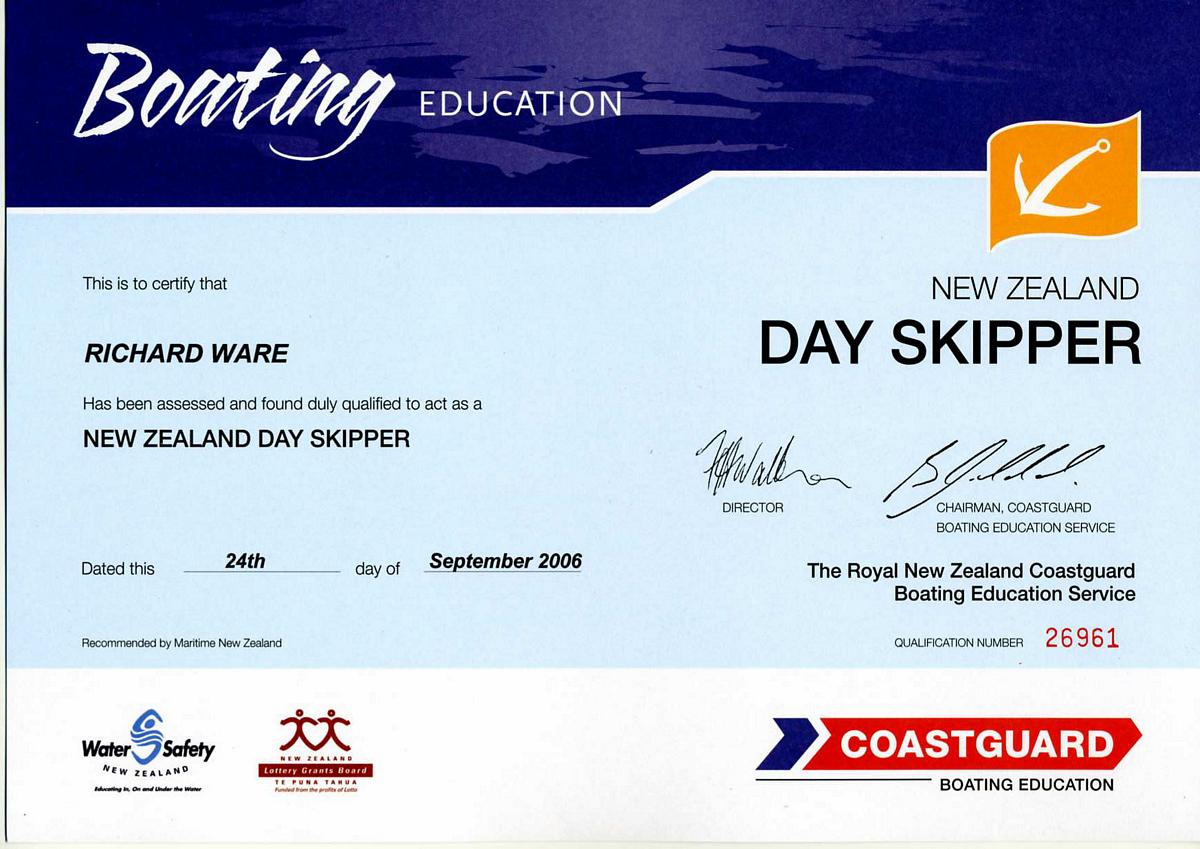 Boating EDUCATION
This is to certify that
RICHARD WARE
Has been assessed and found duly qualified to act as a
NEW ZEALAND DAY SKIPPER
Dated this 24th day of September 2006
Recommended by Maritime New Zealand
NEW ZEALAND
DAY SKIPPER
DIRECTOR
CHAIRMAN, COASTGUARD
BOATING EDUCATION SERVICE
The Royal New Zealand Coastguard
Boating Education Service
QUALIFICATION NUMBER 26961
Water Safety
NEW ZEALAND
Educating In, On and Under the Water
NEW ZEALAND
Lottery Grants Board
TE PUNA TAHUA
Funded from the profits of Lotto
COASTGUARD
BOATING EDUCATION